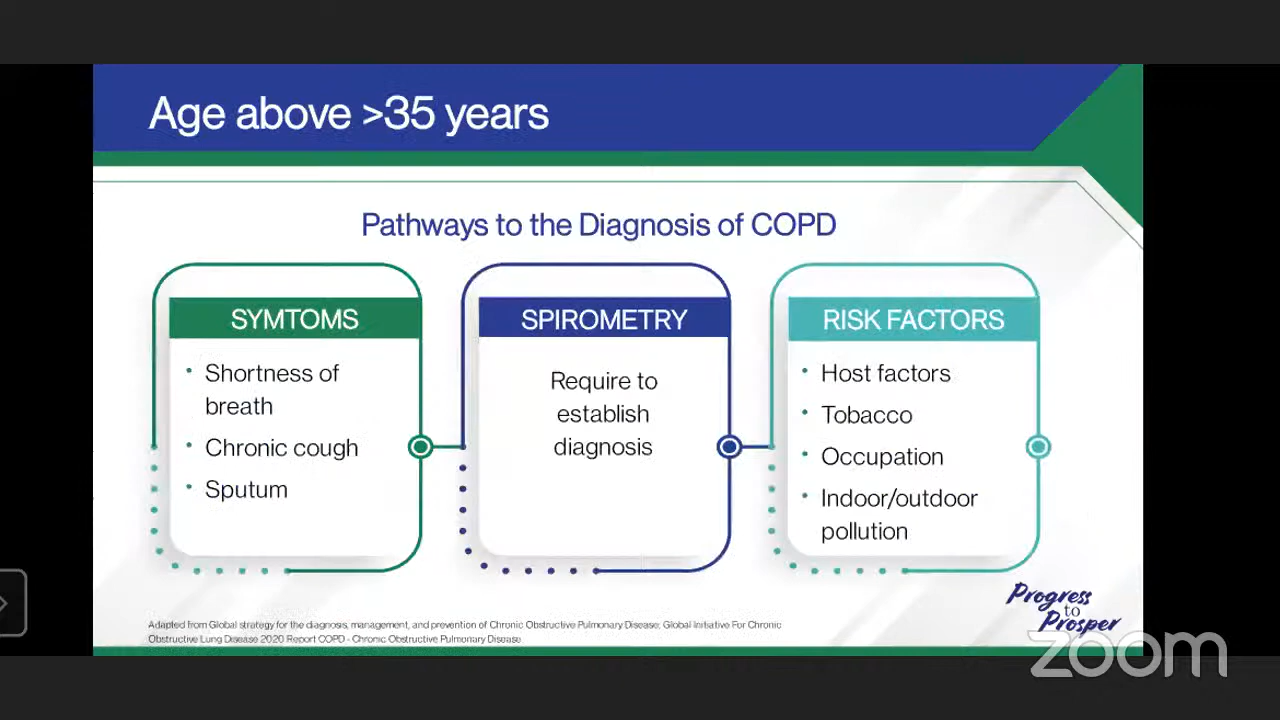 Age above >35 years
Pathways to the Diagnosis of COPD
SYMTOMS
• Shortness of
breath
• Chronic cough
• Sputum
SPIROMETRY
Require to
establish
diagnosis
RISK FACTORS
• Host factors
• Tobacco
• Occupation
• Indoor/outdoor
pollution
Adapted from Global strategy for the diagnosis, management, and prevention of Chronic Obstructive Pulmonary Disease; Global Initiative For Chronic
Obstructive Lung Disease 2020 Report COPD - Chronic Obstructive Pulmonary Disease
Progress
to
Prosper
zoom